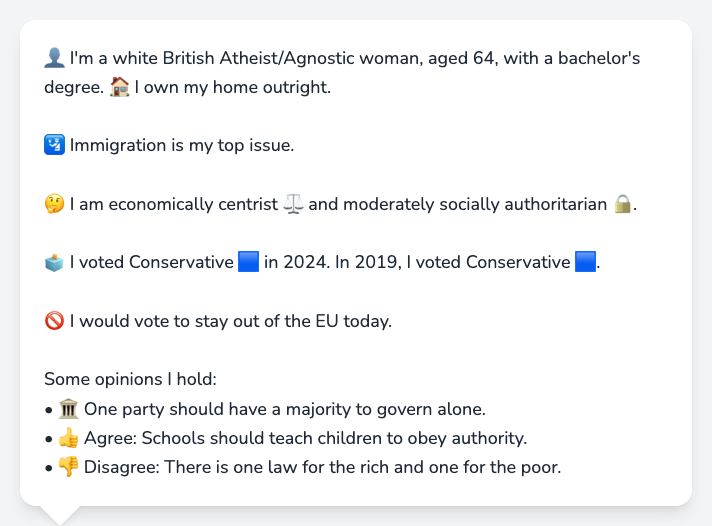 👤 I'm a white British Atheist/Agnostic woman, aged 64, with a bachelor's
degree. 🏠 I own my home outright.
🛂 Immigration is my top issue.
🤔 I am economically centrist ⚖️ and moderately socially authoritarian 🔒.
🗳️ I voted Conservative 🟦 in 2024. In 2019, I voted Conservative 🟦.
🚫 I would vote to stay out of the EU today.
Some opinions I hold:
• 🏛️ One party should have a majority to govern alone.
• 👍 Agree: Schools should teach children to obey authority.
• 👎 Disagree: There is one law for the rich and one for the poor.